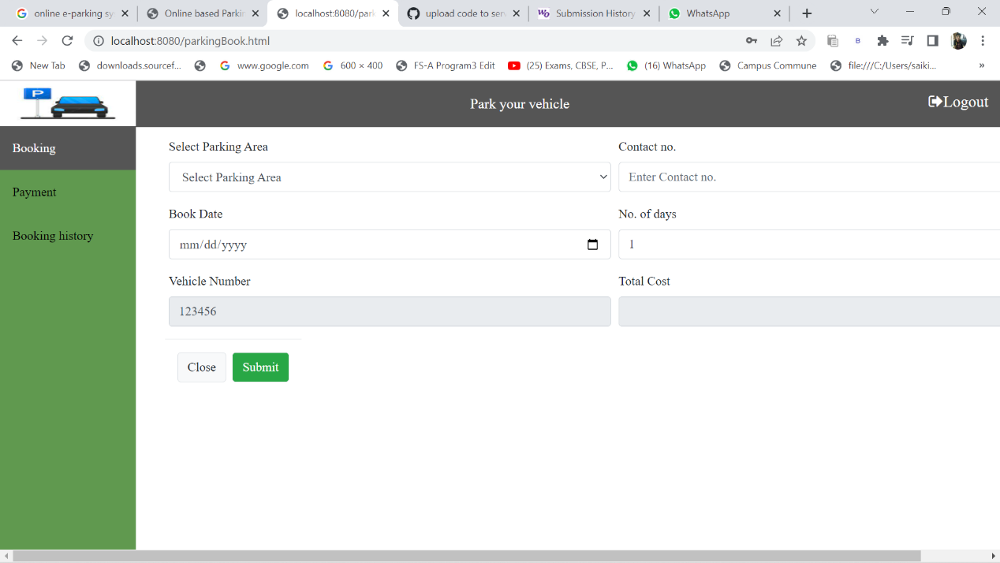 online e-parking sy
Online based Parkin
localhost:8080/park
upload code to serv
Submission History
WhatsApp
localhost:8080/parkingBook.html
New Tab
downloads.sourcef...
www.google.com
600 × 400
FS-A Program3 Edit
(25) Exams, CBSE, P...
(16) WhatsApp
Campus Commune
file:///C:/Users/saiki...
»
P
Park your vehicle
Logout
Booking
Payment
Booking history
Select Parking Area
Contact no.
Select Parking Area
Enter Contact no.
Book Date
No. of days
mm/dd/yyyy
1
Vehicle Number
Total Cost
123456
Close
Submit